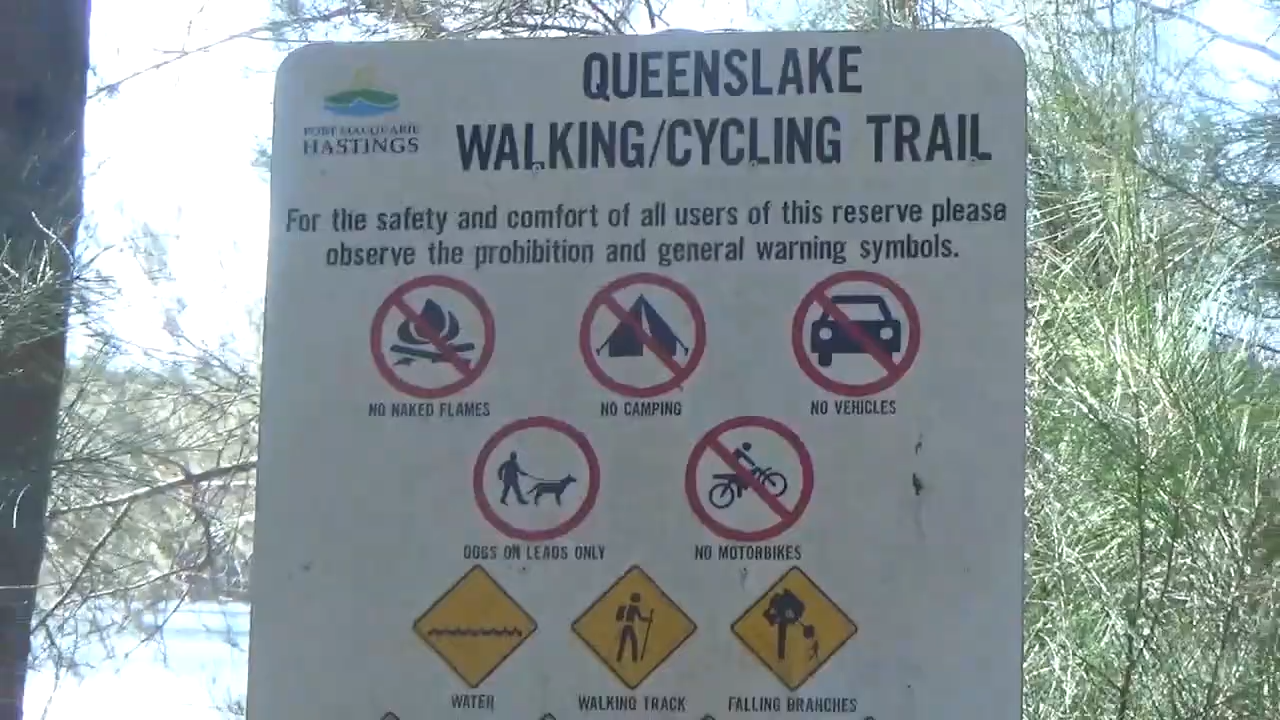 PORT MACQUARIE
HASTINGS
QUEENSLAKE
WALKING/CYCLING TRAIL
For the safety and comfort of all users of this reserve please
observe the prohibition and general warning symbols.
NO NAKED FLAMES
NO CAMPING
NO VEHICLES
DOGS ON LEADS ONLY
NO MOTORBIKES
WATER
WALKING TRACK
FALLING BRANCHES